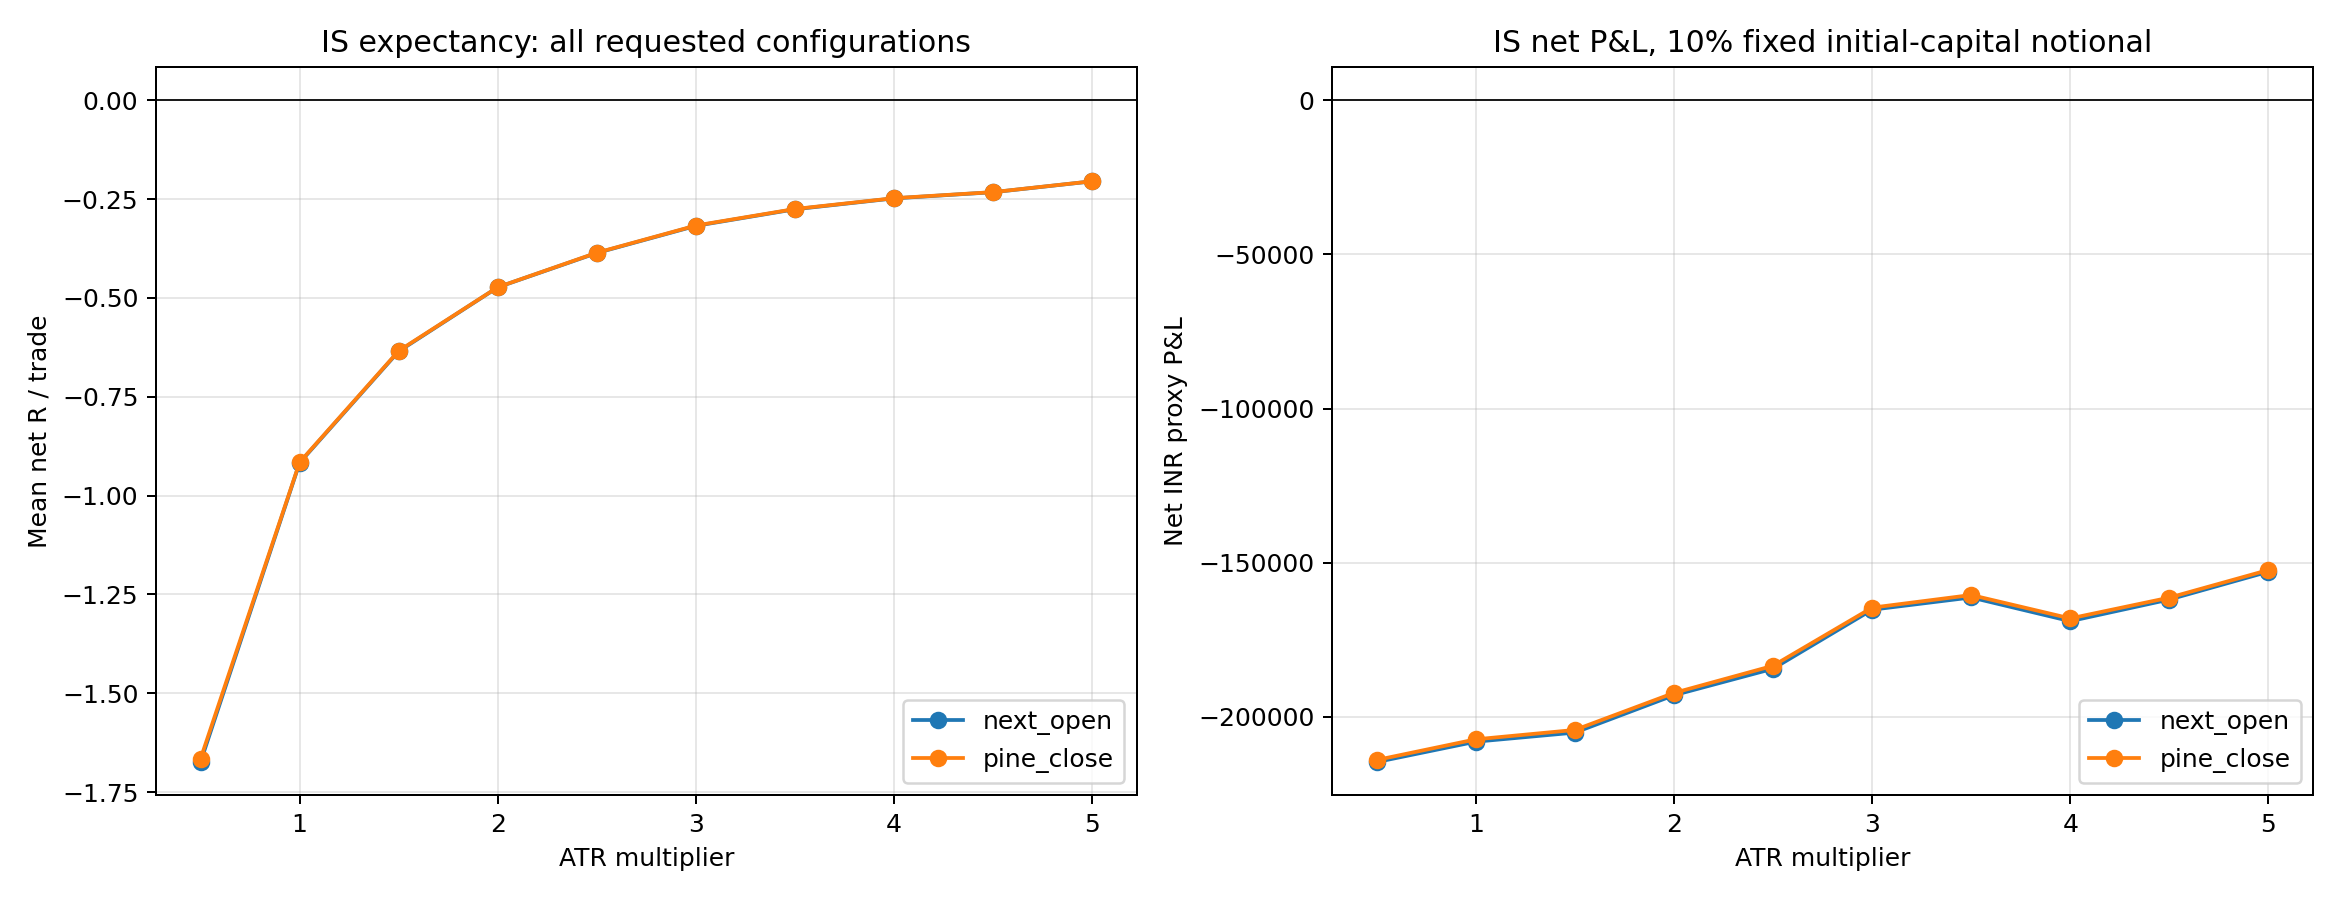 IS expectancy: all requested configurations
0.00
−0.25
−0.50
−0.75
−1.00
−1.25
−1.50
−1.75
Mean net R / trade
1 2 3 4 5
ATR multiplier
next_open
pine_close
IS net P&L, 10% fixed initial-capital notional
0
−50000
−100000
−150000
−200000
Net INR proxy P&L
1 2 3 4 5
ATR multiplier
next_open
pine_close